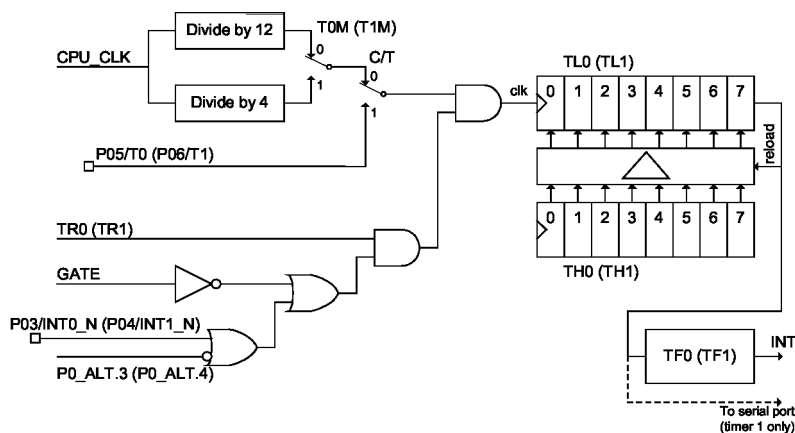 Divide by 12
T0M (T1M)
CPU_CLK
0
C/T
Divide by 4
1
0
1
clk
TL0 (TL1)
0 1 2 3 4 5 6 7
reload
P05/T0 (P06/T1)
TR0 (TR1)
0 1 2 3 4 5 6 7
TH0 (TH1)
GATE
P03/INT0_N (P04/INT1_N)
P0_ALT.3 (P0_ALT.4)
TF0 (TF1)
INT
To serial port
(timer 1 only)